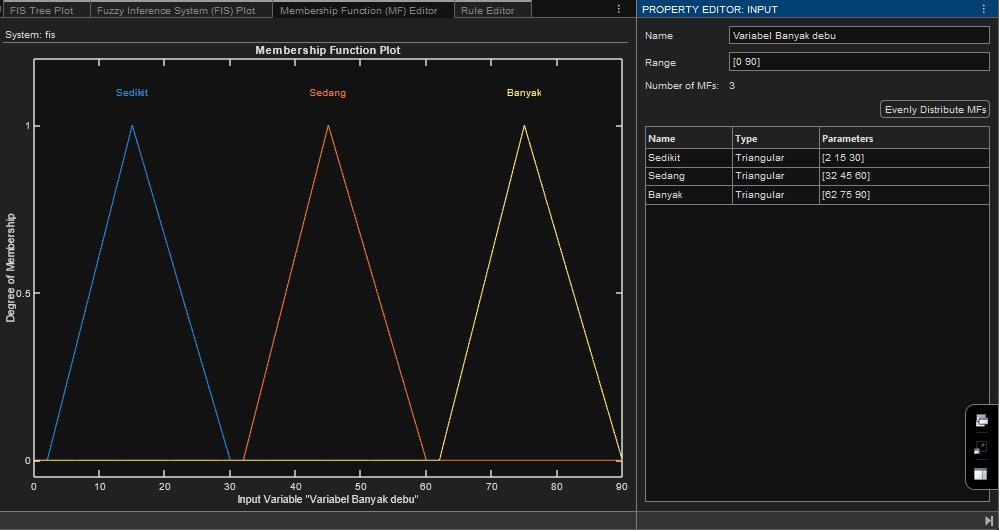 FIS Tree Plot
Fuzzy Inference System (FIS) Plot
Membership Function (MF) Editor
Rule Editor
System: fis
Membership Function Plot
Sedikit
Sedang
Banyak
1
0.5
0
Degree of Membership
0 10 20 30 40 50 60 70 80 90
Input Variable "Variabel Banyak debu"
PROPERTY EDITOR: INPUT
Name Variabel Banyak debu
Range [0 90]
Number of MFs: 3
Evenly Distribute MFs
Name Type Parameters
Sedikit Triangular [2 15 30]
Sedang Triangular [32 45 60]
Banyak Triangular [62 75 90]